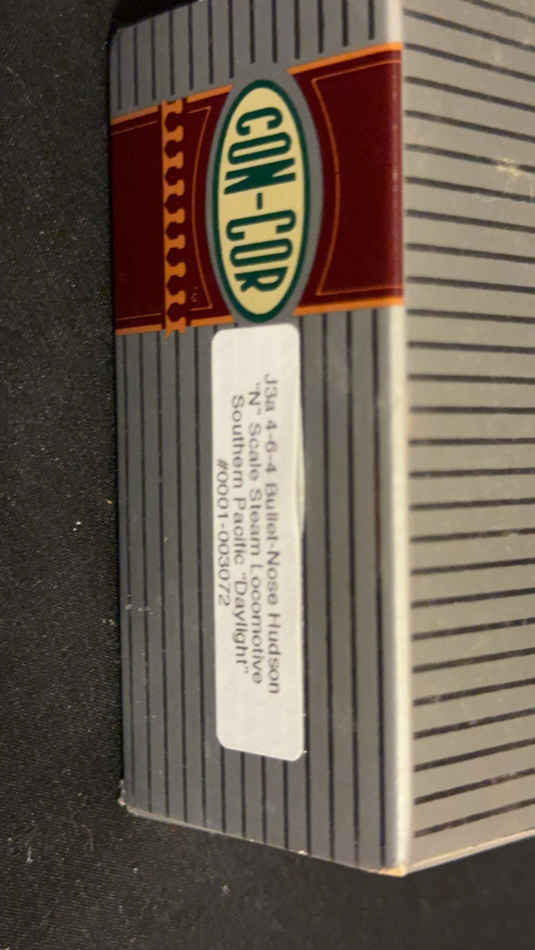 CON-COR
J3a 4-6-4 Bullet-Nose Hudson
"N" Scale Steam Locomotive
Southern Pacific "Daylight"
#0001-003072